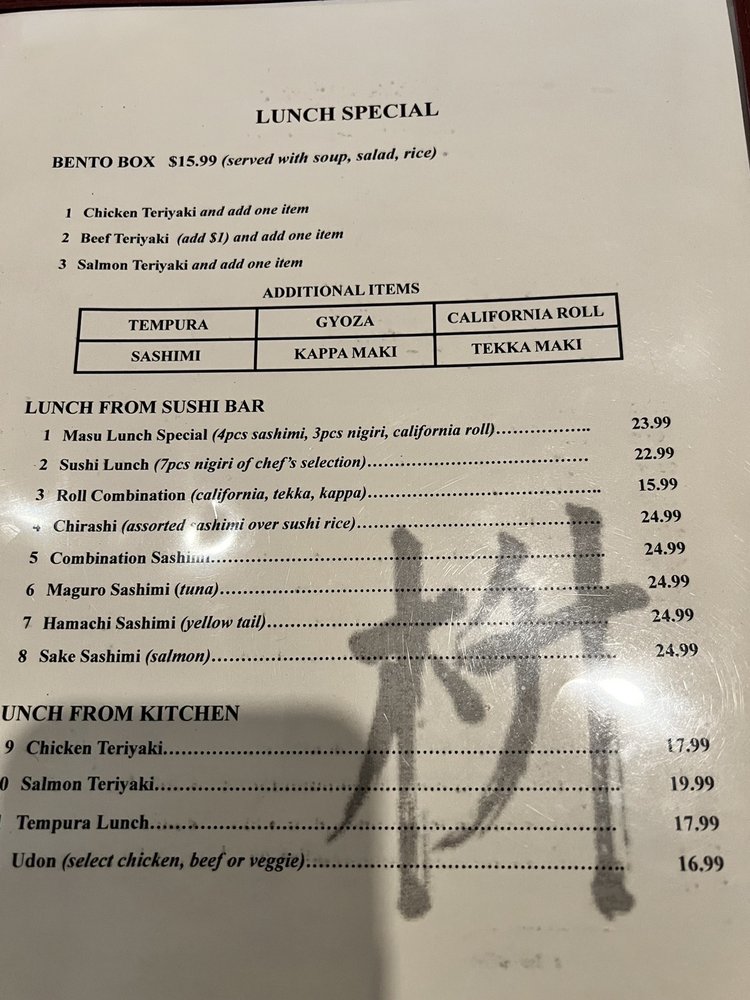 LUNCH SPECIAL
BENTO BOX $15.99 (served with soup, salad, rice)
1 Chicken Teriyaki and add one item
2 Beef Teriyaki (add $1) and add one item
3 Salmon Teriyaki and add one item
ADDITIONAL ITEMS
TEMPURA GYOZA CALIFORNIA ROLL
SASHIMI KAPPA MAKI TEKKA MAKI
LUNCH FROM SUSHI BAR
1 Masu Lunch Special (4pcs sashimi, 3pcs nigiri, california roll)................ 23.99
2 Sushi Lunch (7pcs nigiri of chef's selection)...................................... 22.99
3 Roll Combination (california, tekka, kappa)....................................... 15.99
4 Chirashi (assorted sashimi over sushi rice)......................................... 24.99
5 Combination Sashimi.................................................................. 24.99
6 Maguro Sashimi (tuna)................................................................ 24.99
7 Hamachi Sashimi (yellow tail)....................................................... 24.99
8 Sake Sashimi (salmon)................................................................ 24.99
UNCH FROM KITCHEN
9 Chicken Teriyaki...................................................................... 17.99
0 Salmon Teriyaki....................................................................... 19.99
Tempura Lunch........................................................................... 17.99
Udon (select chicken, beef or veggie)................................................ 16.99